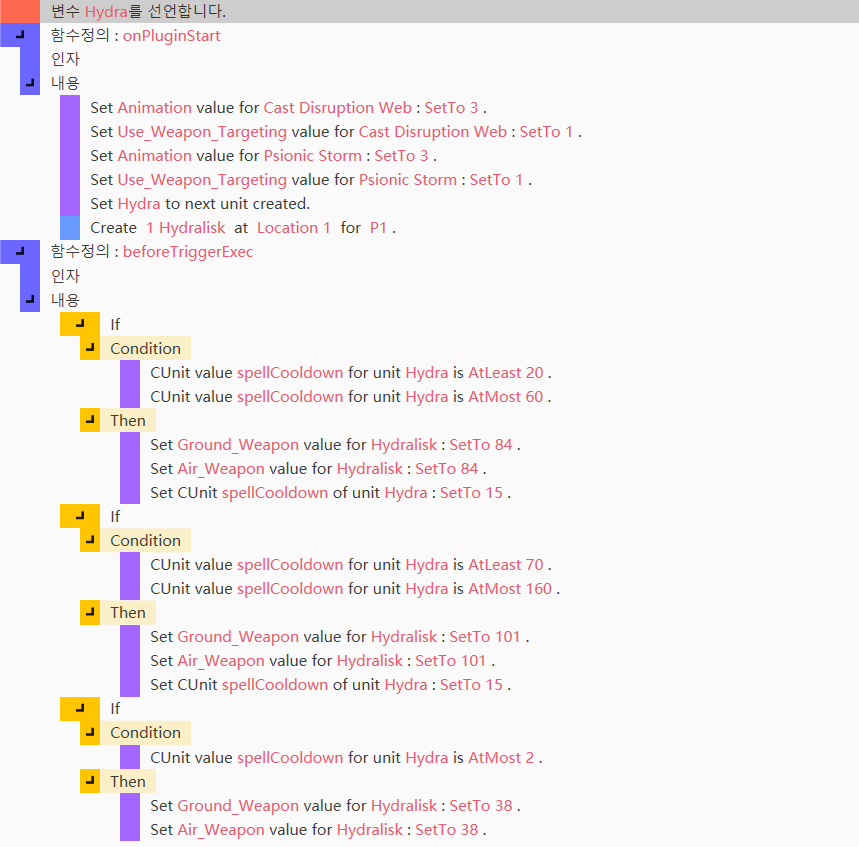 변수 Hydra를 선언합니다.
함수정의 : onPluginStart
인자
내용
Set Animation value for Cast Disruption Web : SetTo 3 .
Set Use_Weapon_Targeting value for Cast Disruption Web : SetTo 1 .
Set Animation value for Psionic Storm : SetTo 3 .
Set Use_Weapon_Targeting value for Psionic Storm : SetTo 1 .
Set Hydra to next unit created.
Create 1 Hydralisk at Location 1 for P1 .
함수정의 : beforeTriggerExec
인자
내용
If
Condition
CUnit value spellCooldown for unit Hydra is AtLeast 20 .
CUnit value spellCooldown for unit Hydra is AtMost 60 .
Then
Set Ground_Weapon value for Hydralisk : SetTo 84 .
Set Air_Weapon value for Hydralisk : SetTo 84 .
Set CUnit spellCooldown of unit Hydra : SetTo 15 .
If
Condition
CUnit value spellCooldown for unit Hydra is AtLeast 70 .
CUnit value spellCooldown for unit Hydra is AtMost 160 .
Then
Set Ground_Weapon value for Hydralisk : SetTo 101 .
Set Air_Weapon value for Hydralisk : SetTo 101 .
Set CUnit spellCooldown of unit Hydra : SetTo 15 .
If
Condition
CUnit value spellCooldown for unit Hydra is AtMost 2 .
Then
Set Ground_Weapon value for Hydralisk : SetTo 38 .
Set Air_Weapon value for Hydralisk : SetTo 38 .